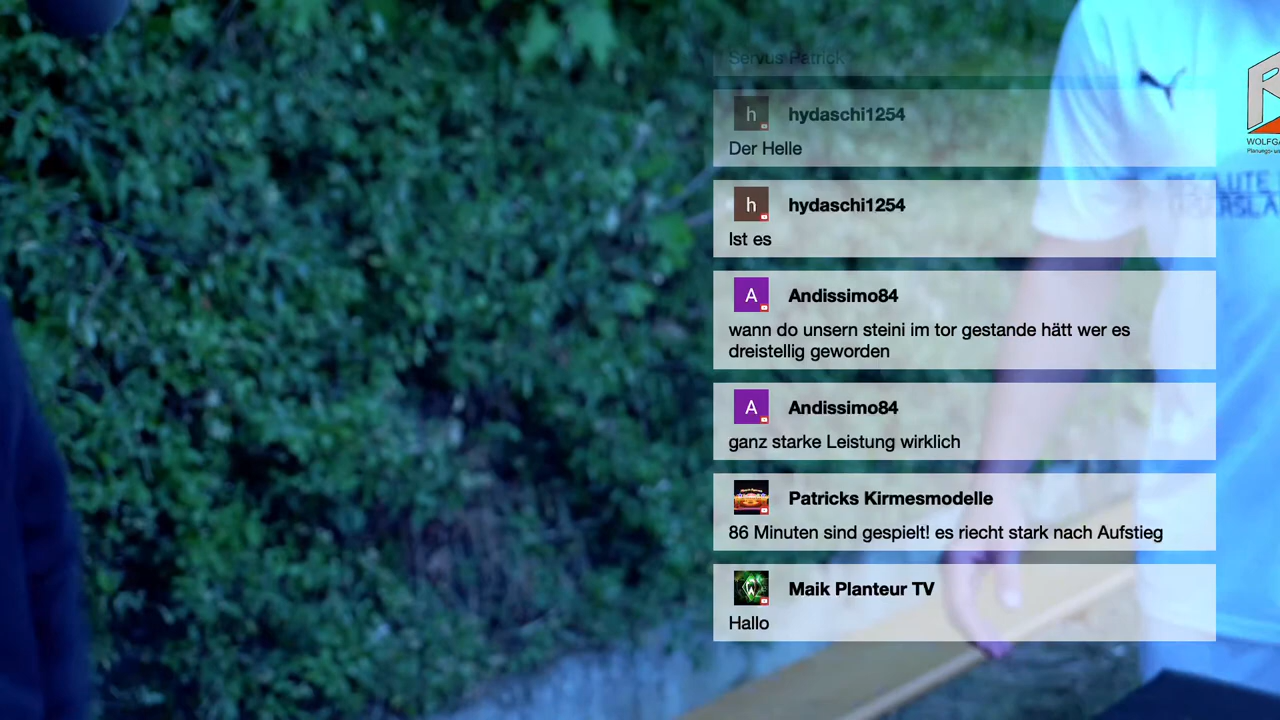 Servus Patrick
h hydaschi1254
Der Helle
h hydaschi1254
Ist es
A Andissimo84
wann do unsern steini im tor gestande hätt wer es
dreistellig geworden
A Andissimo84
ganz starke Leistung wirklich
Patricks Kirmesmodelle
86 Minuten sind gespielt! es riecht stark nach Aufstieg
W Maik Planteur TV
Hallo
WOLFGA